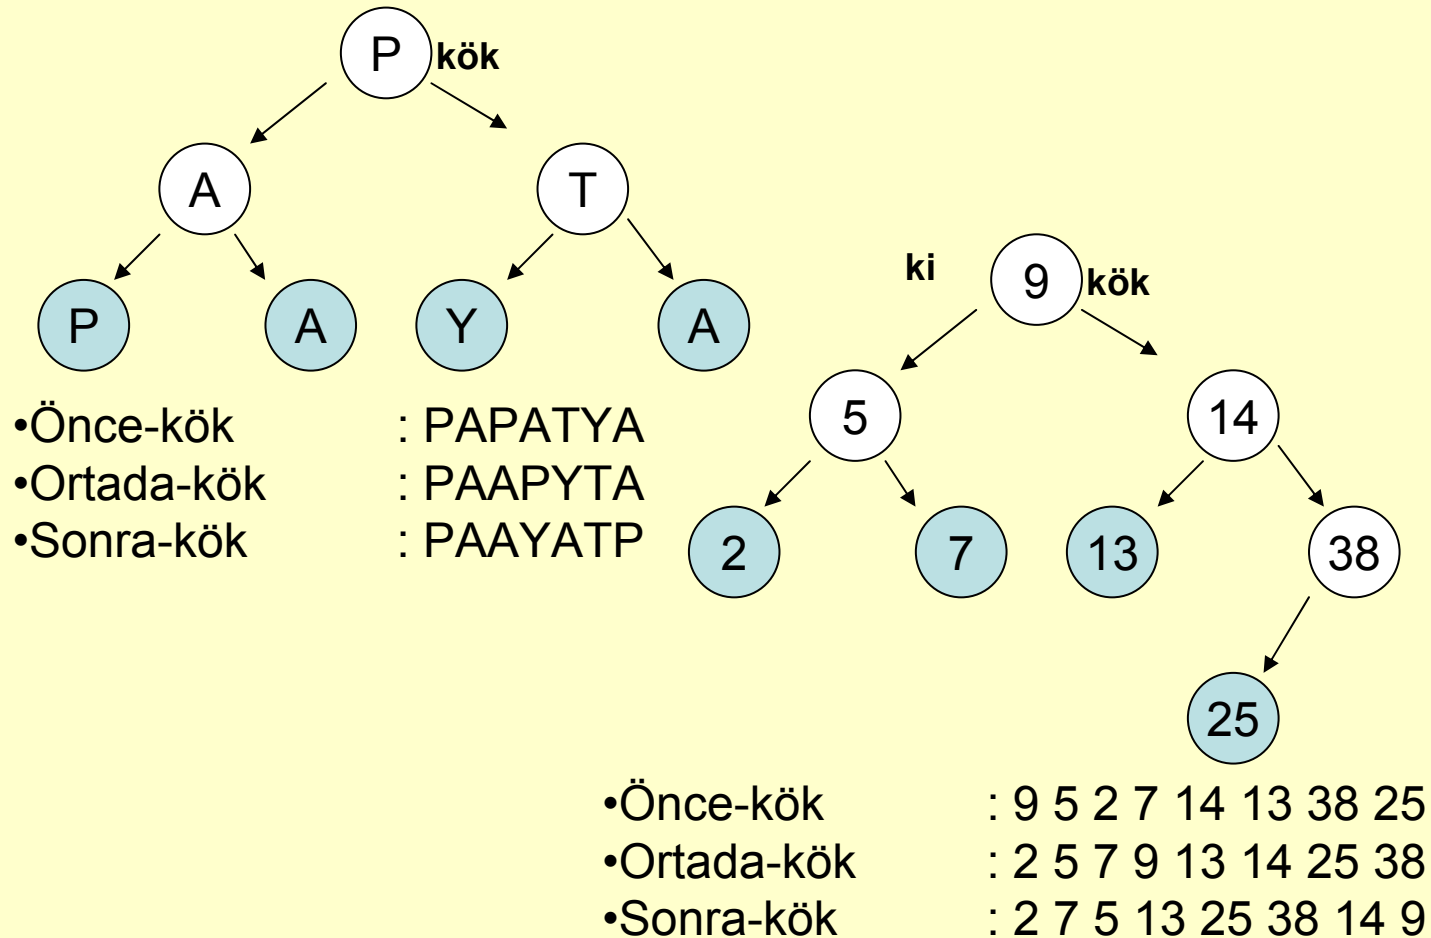 P kök
A T
P A Y A
•Önce-kök : PAPATYA
•Ortada-kök : PAAPYTA
•Sonra-kök : PAAYATP
ki 9 kök
5 14
2 7 13 38
25
•Önce-kök : 9 5 2 7 14 13 38 25
•Ortada-kök : 2 5 7 9 13 14 25 38
•Sonra-kök : 2 7 5 13 25 38 14 9